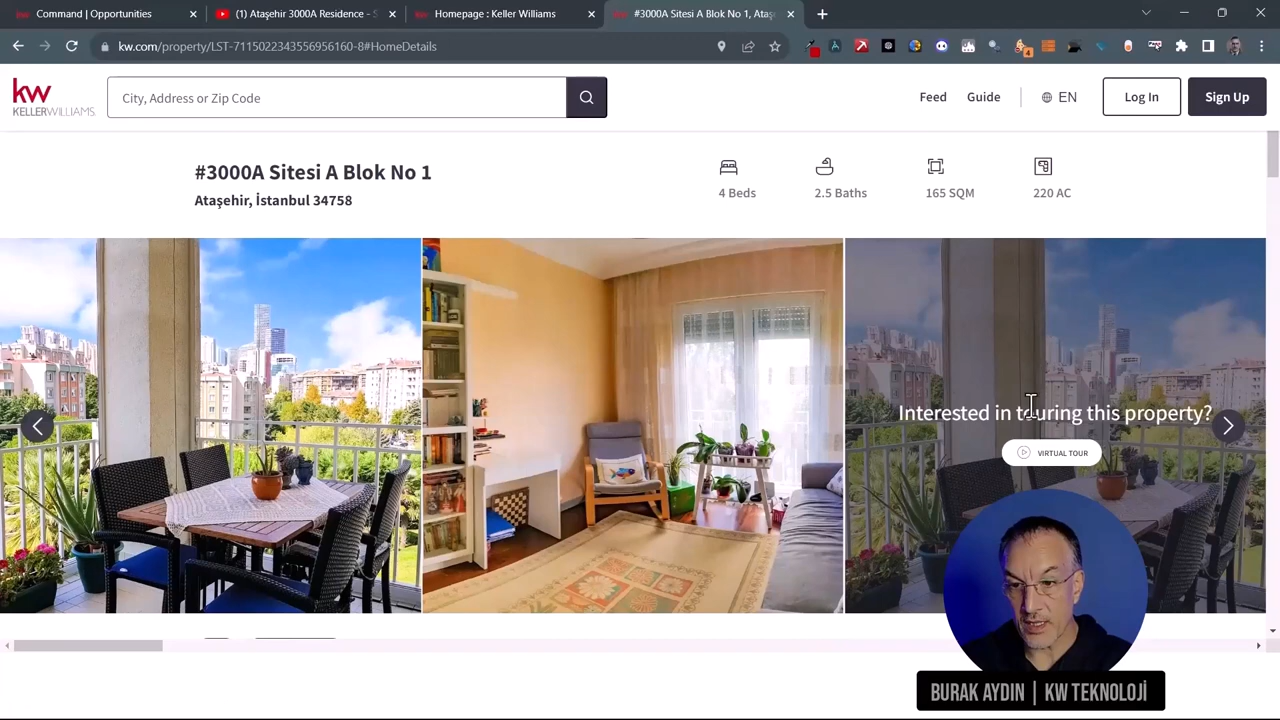 Command | Opportunities
(1) Ataşehir 3000A Residence - S
Homepage : Keller Williams
#3000A Sitesi A Blok No 1, Ataş
kw.com/property/LST-7115022343556956160-8#HomeDetails
4
kw
KELLERWILLIAMS.
City, Address or Zip Code
Feed
Guide
EN
Log In
Sign Up
#3000A Sitesi A Blok No 1
Ataşehir, İstanbul 34758
4 Beds
2.5 Baths
165 SQM
220 AC
Interested in touring this property?
VIRTUAL TOUR
BURAK AYDIN | KW TEKNOLOJİ